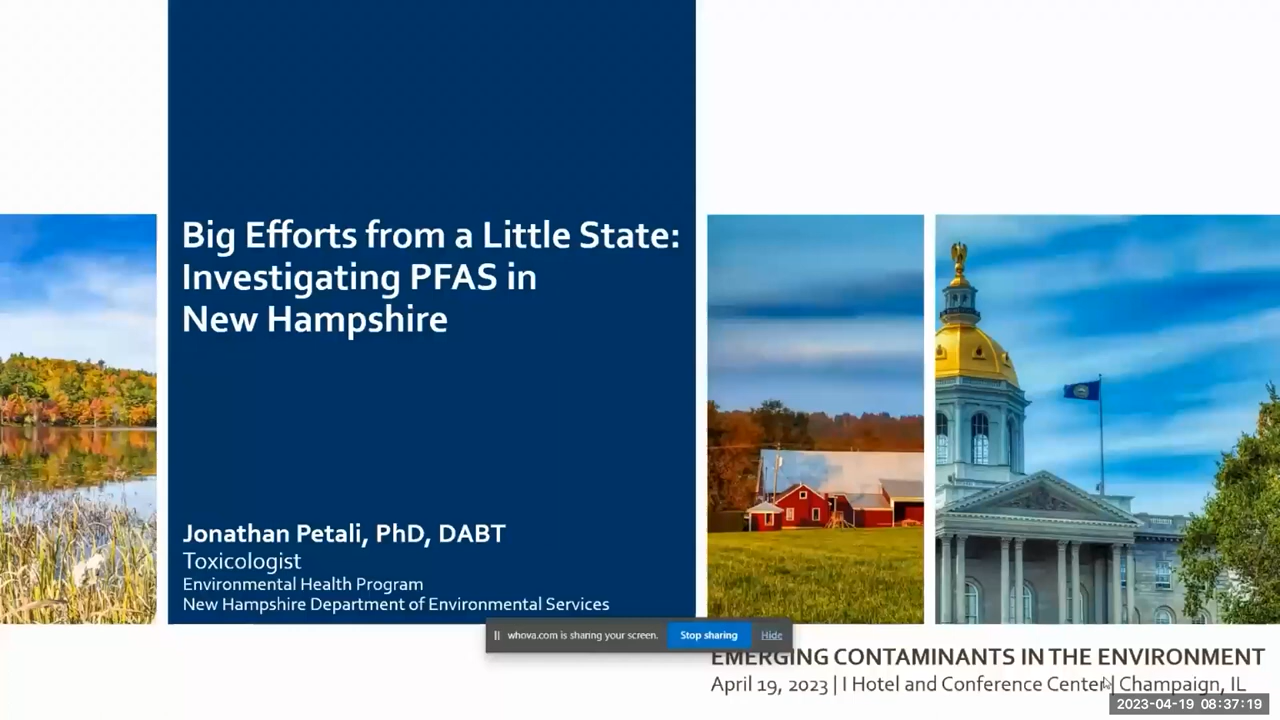 Big Efforts from a Little State:
Investigating PFAS in
New Hampshire
Jonathan Petali, PhD, DABT
Toxicologist
Environmental Health Program
New Hampshire Department of Environmental Services
whova.com is sharing your screen.
Stop sharing
Hide
EMERGING CONTAMINANTS IN THE ENVIRONMENT
April 19, 2023 | I Hotel and Conference Center | Champaign, IL
2023-04-19 08:37:19